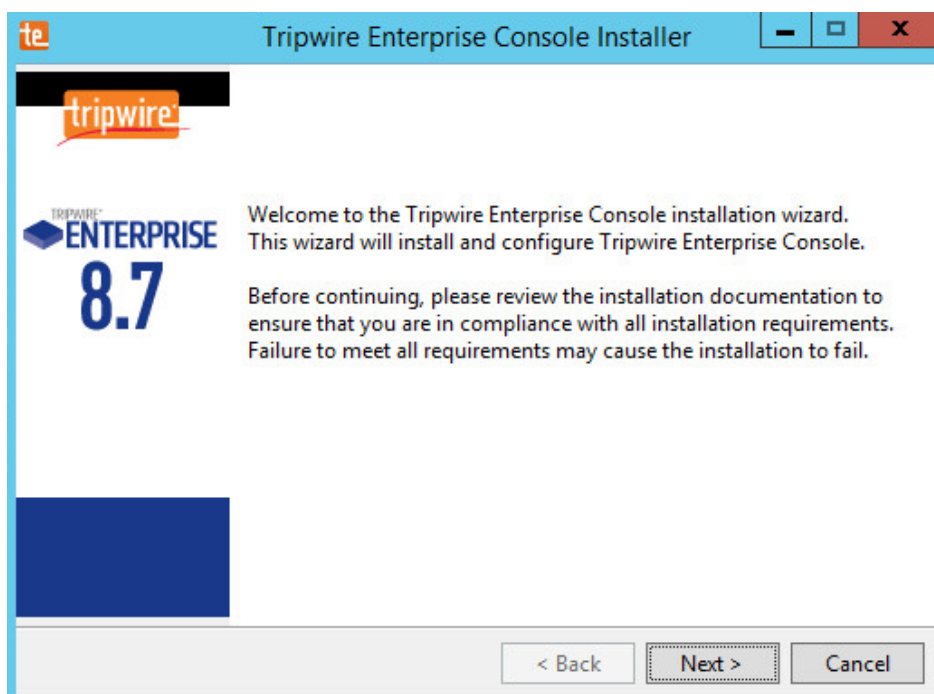 te
Tripwire Enterprise Console Installer
x
tripwire
TRIPWIRE
ENTERPRISE
8.7
Welcome to the Tripwire Enterprise Console installation wizard.
This wizard will install and configure Tripwire Enterprise Console.
Before continuing, please review the installation documentation to
ensure that you are in compliance with all installation requirements.
Failure to meet all requirements may cause the installation to fail.
< Back
Next >
Cancel